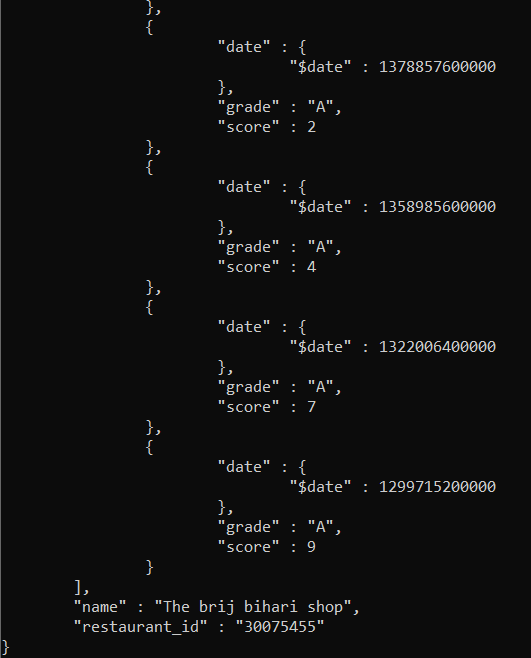 },
{
"date" : {
"$date" : 1378857600000
},
"grade" : "A",
"score" : 2
},
{
"date" : {
"$date" : 1358985600000
},
"grade" : "A",
"score" : 4
},
{
"date" : {
"$date" : 1322006400000
},
"grade" : "A",
"score" : 7
},
{
"date" : {
"$date" : 1299715200000
},
"grade" : "A",
"score" : 9
}
],
"name" : "The brij bihari shop",
"restaurant_id" : "30075455"
}